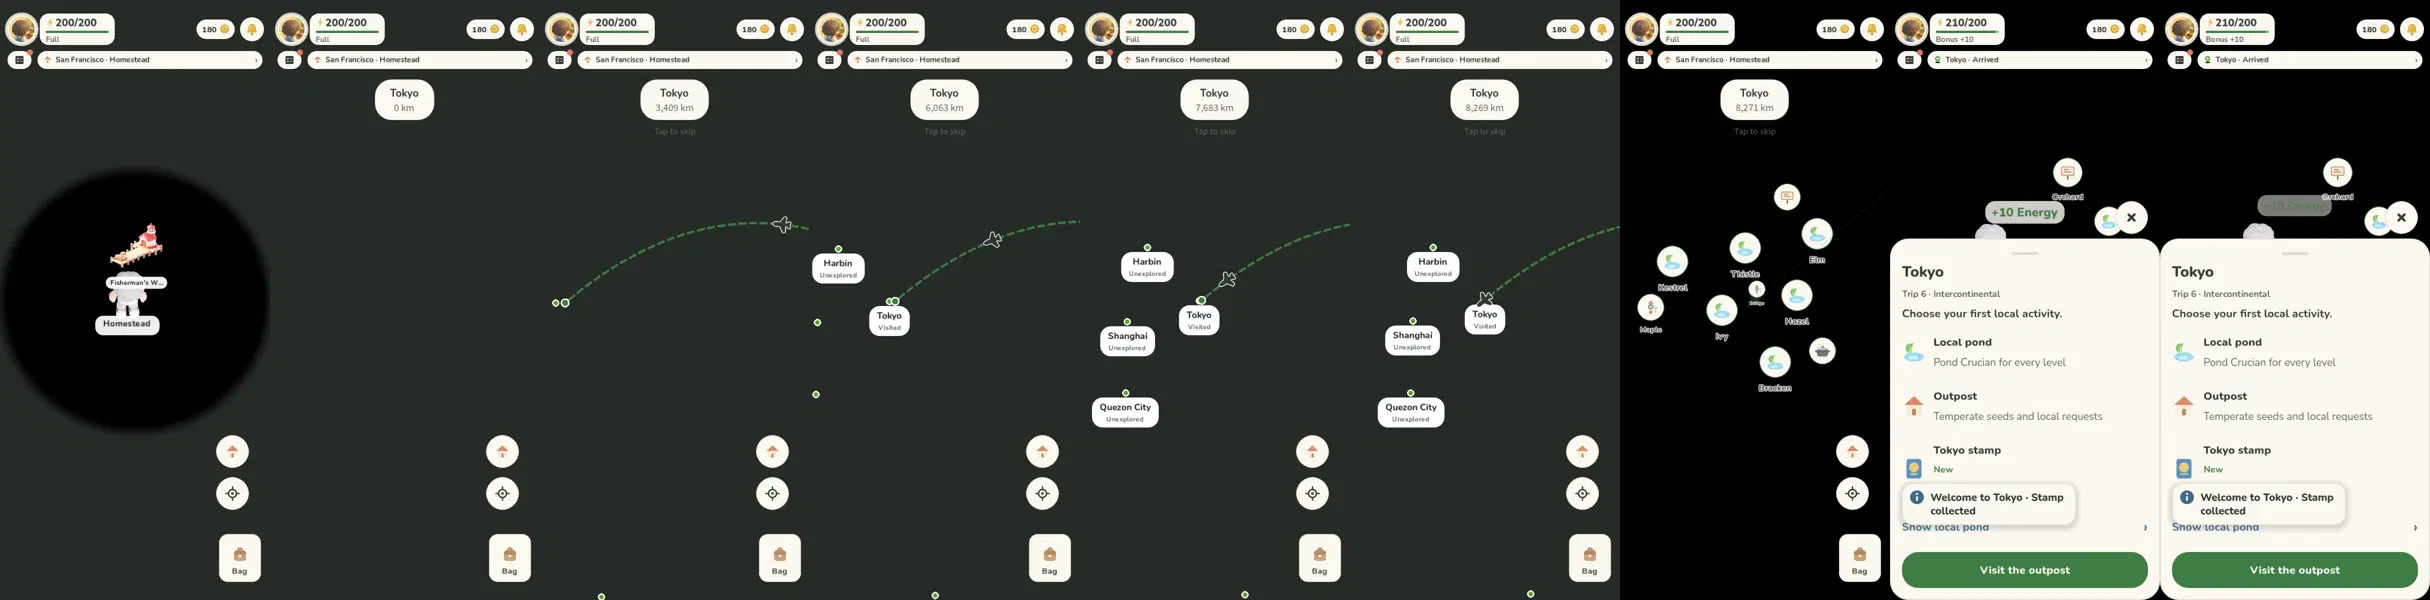 200/200
Full
180
San Francisco · Homestead
Fisherman's W...
Homestead
Bag
200/200
Full
180
San Francisco · Homestead
Tokyo
0 km
Bag
200/200
Full
180
San Francisco · Homestead
Tokyo
3,409 km
Tap to skip
Bag
200/200
Full
180
San Francisco · Homestead
Tokyo
6,063 km
Tap to skip
Harbin
Unexplored
Tokyo
Visited
Bag
200/200
Full
180
San Francisco · Homestead
Tokyo
7,683 km
Tap to skip
Harbin
Unexplored
Tokyo
Visited
Shanghai
Unexplored
Quezon City
Unexplored
Bag
200/200
Full
180
San Francisco · Homestead
Tokyo
8,269 km
Tap to skip
Harbin
Unexplored
Tokyo
Visited
Shanghai
Unexplored
Quezon City
Unexplored
Bag
200/200
Full
180
San Francisco · Homestead
Tokyo
8,271 km
Tap to skip
Elm
Thistle
Kestrel
Hazel
Maple
Ivy
Bracken
Bag
210/200
Bonus +10
180
Tokyo · Arrived
Orchard
+10 Energy
Tokyo
Trip 6 · Intercontinental
Choose your first local activity.
Local pond
Pond Crucian for every level
Outpost
Temperate seeds and local requests
Tokyo stamp
New
Welcome to Tokyo · Stamp
collected
Show local pond
Visit the outpost
210/200
Bonus +10
180
Tokyo · Arrived
Orchard
+10 Energy
Tokyo
Trip 6 · Intercontinental
Choose your first local activity.
Local pond
Pond Crucian for every level
Outpost
Temperate seeds and local requests
Tokyo stamp
New
Welcome to Tokyo · Stamp
collected
Show local pond
Visit the outpost